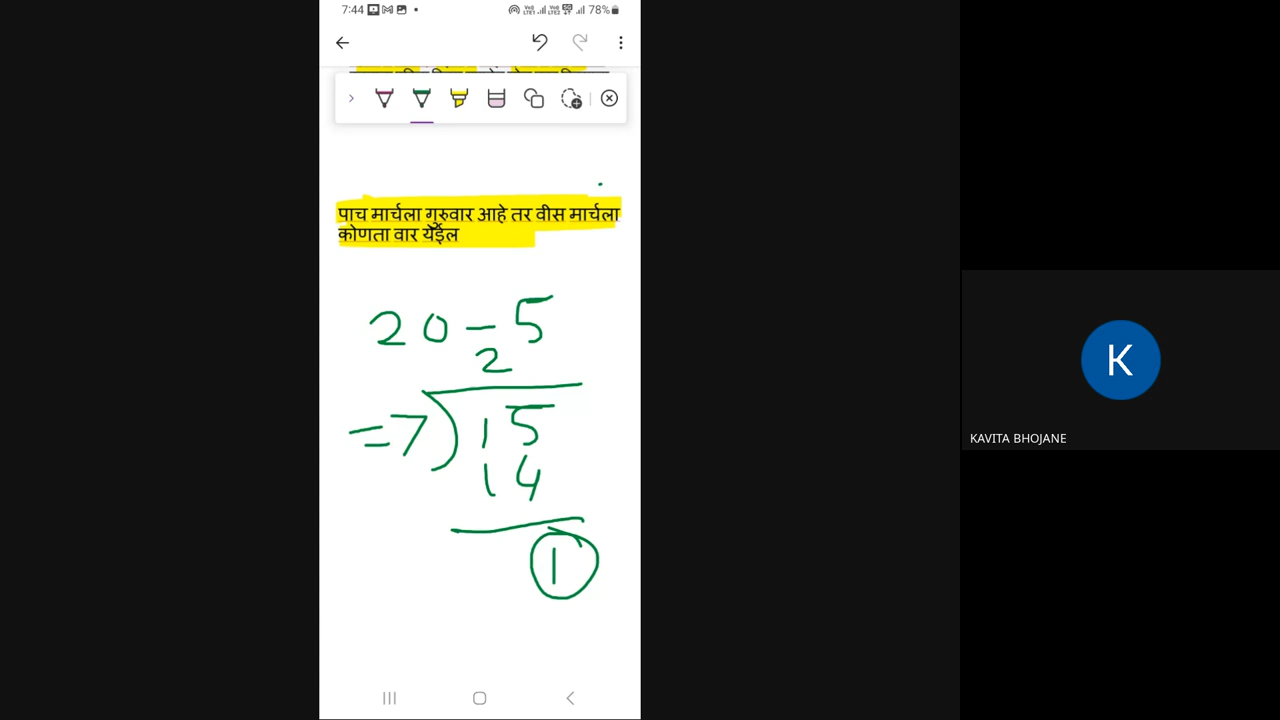 7:44 78%
पाच मार्चला गुरुवार आहे तर वीस मार्चला
कोणता वार येईल
20-5
2
=7)15
14
1
K
KAVITA BHOJANE